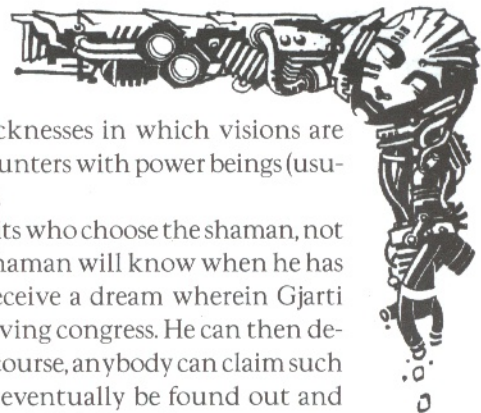 cknesses in which visions are
unters with power beings (usu-
its who choose the shaman, not
haman will know when he has
eceive a dream wherein Gjarti
ving congress. He can then de-
course, anybody can claim such
eventually be found out and